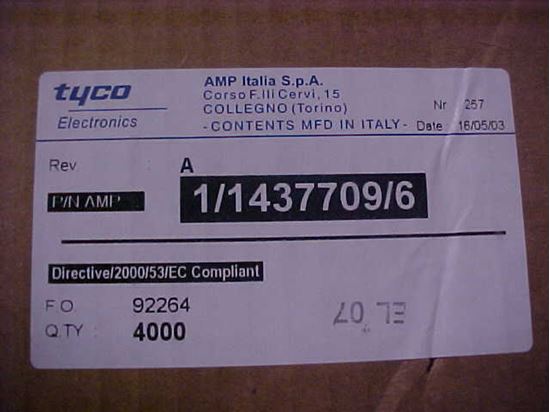 tyco
Electronics
AMP Italia S.p.A.
Corso F.lli Cervi, 15
COLLEGNO (Torino)
- CONTENTS MFD IN ITALY -
Nr 257
Date 16/05/03
Rev A
P/N AMP 1/1437709/6
Directive/2000/53/EC Compliant
F O 92264
Q.TY : 4000
EL 07